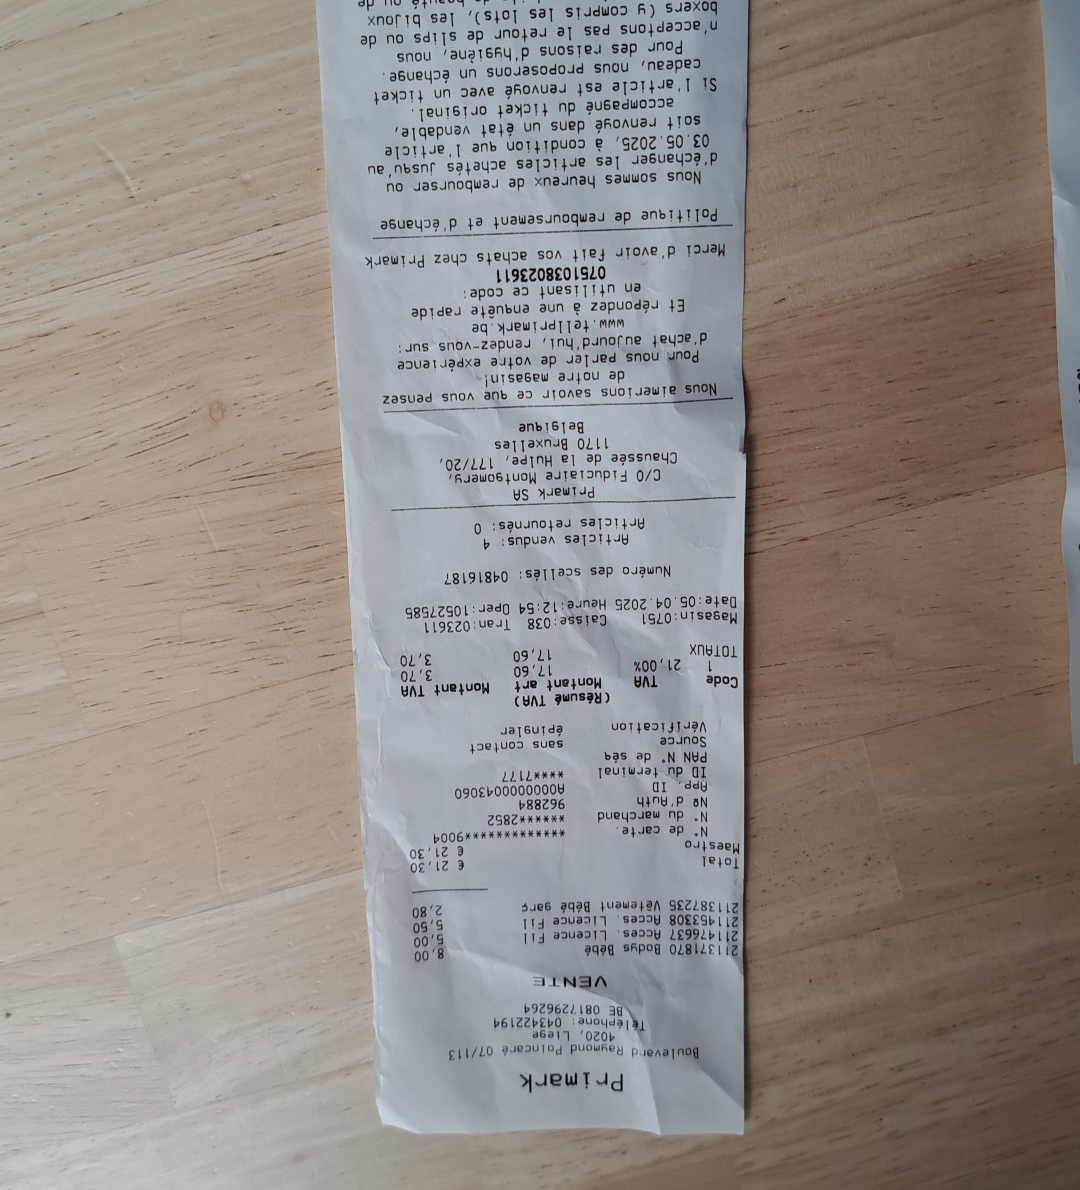 Primark
Boulevard Raymond Poincaré 07/113
4020, Liege
Téléphone: 043422194
BE 0817296264
VENTE
211371870 Bodys Bébé 8,00
211476637 Acces. Licence Fil 5,00
211453308 Acces. Licence Fil 5,50
211387235 Vêtement Bébé garç 2,80
Total € 21,30
Maestro € 21,30
N° de carte. **************9004
N° du marchand ******2852
Nº d'Auth 962884
App. ID A0000000043060
ID du terminal ****7177
PAN N° de séq
Source sans contact
Vérification épingler
(Résumé TVA)
Code TVA Montant art Montant TVA
1 21,00% 17,60 3,70
TOTAUX 17,60 3,70
Magasin:0751 Caisse:038 Tran:023611
Date:05.04.2025 Heure:12:54 Oper:10527585
Numéro des scellés: 04816187
Articles vendus: 4
Articles retournés: 0
Primark SA
C/O Fiduciaire Montgomery,
Chaussée de la Hulpe, 177/20,
1170 Bruxelles
Belgique
Nous aimerions savoir ce que vous pensez
de notre magasin!
Pour nous parler de votre expérience
d'achat aujourd'hui, rendez-vous sur:
www.tellprimark.be
Et répondez à une enquête rapide
en utilisant ce code:
0751038023611
Merci d'avoir fait vos achats chez Primark
Politique de remboursement et d'échange
Nous sommes heureux de rembourser ou
d'échanger les articles achetés jusqu'au
03.05.2025, à condition que l'article
soit renvoyé dans un état vendable,
accompagné du ticket original.
Si l'article est renvoyé avec un ticket
cadeau, nous proposerons un échange.
Pour des raisons d'hygiène, nous
n'acceptons pas le retour de slips ou de
boxers (y compris les lots), les bijoux
de beauté ou de